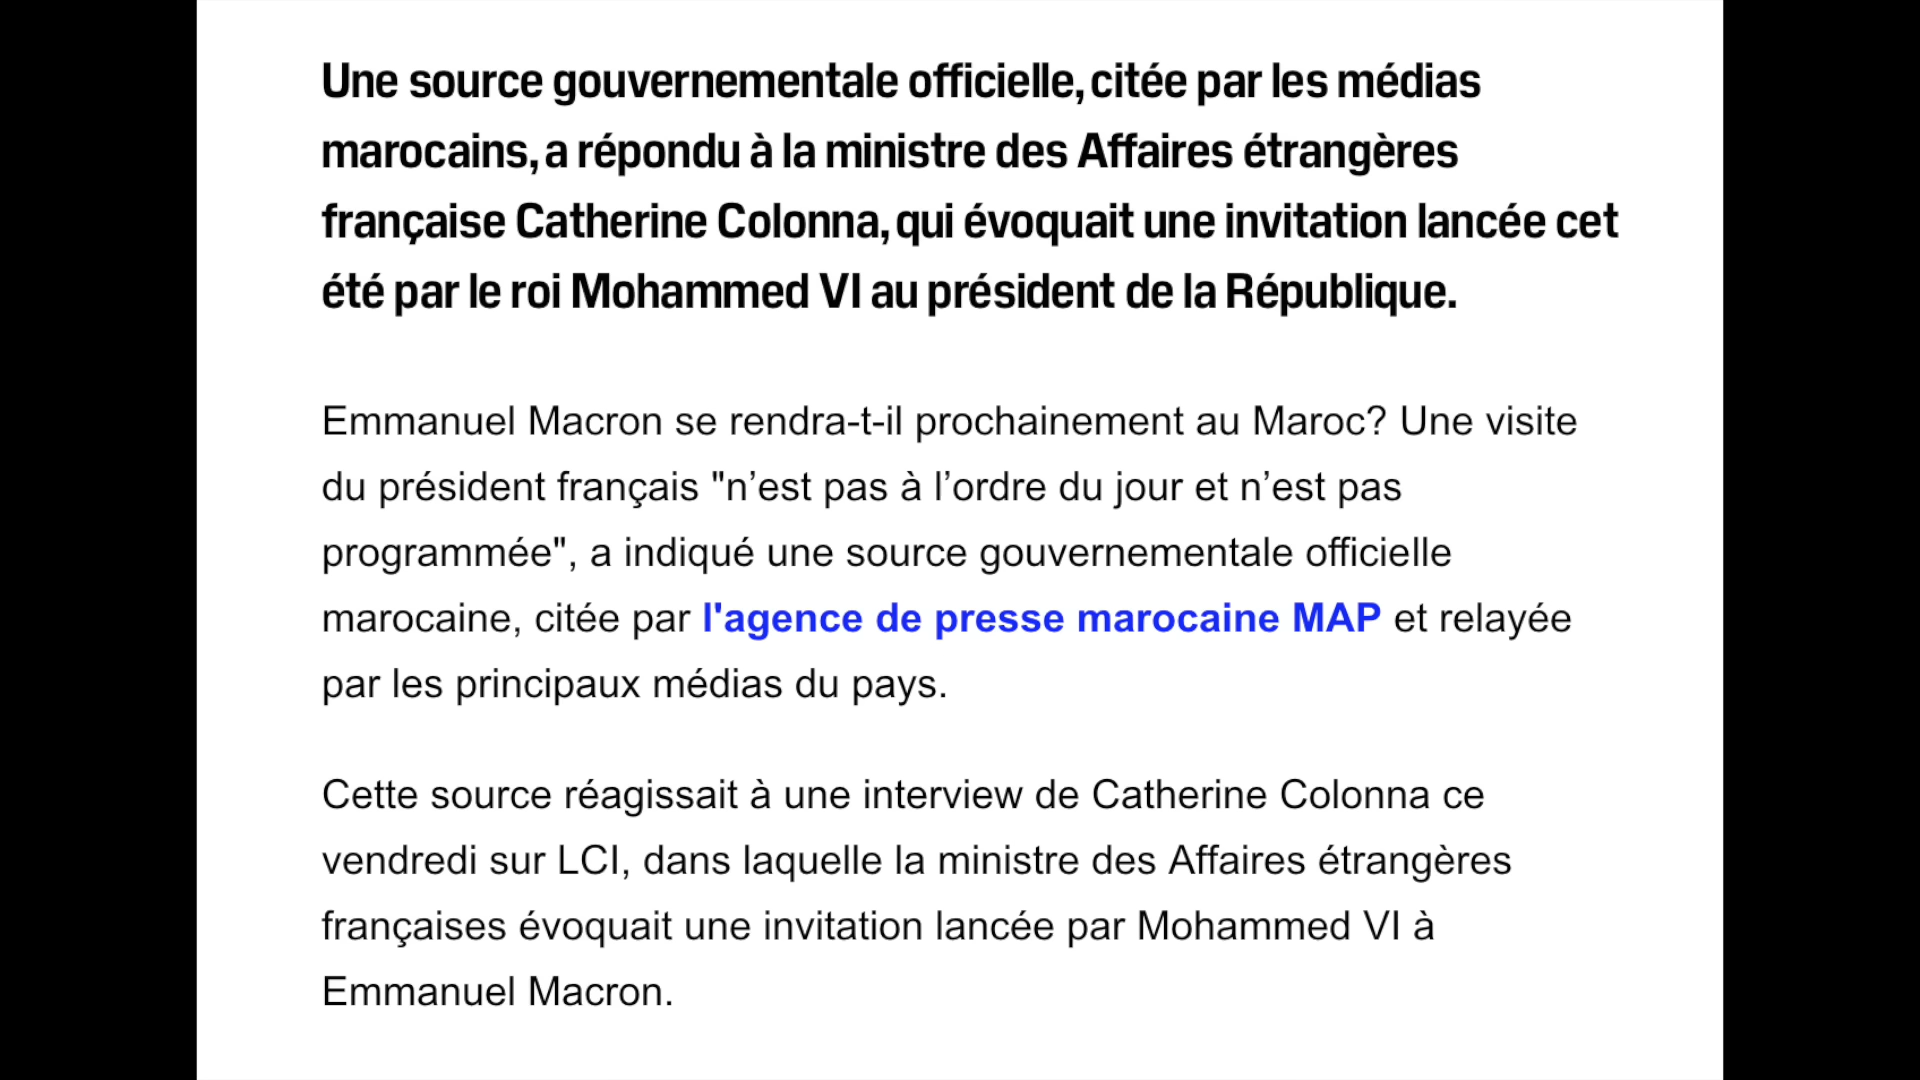 Une source gouvernementale officielle, citée par les médias
marocains, a répondu à la ministre des Affaires étrangères
française Catherine Colonna, qui évoquait une invitation lancée cet
été par le roi Mohammed VI au président de la République.
Emmanuel Macron se rendra-t-il prochainement au Maroc? Une visite
du président français "n’est pas à l’ordre du jour et n’est pas
programmée", a indiqué une source gouvernementale officielle
marocaine, citée par l'agence de presse marocaine MAP et relayée
par les principaux médias du pays.
Cette source réagissait à une interview de Catherine Colonna ce
vendredi sur LCI, dans laquelle la ministre des Affaires étrangères
françaises évoquait une invitation lancée par Mohammed VI à
Emmanuel Macron.